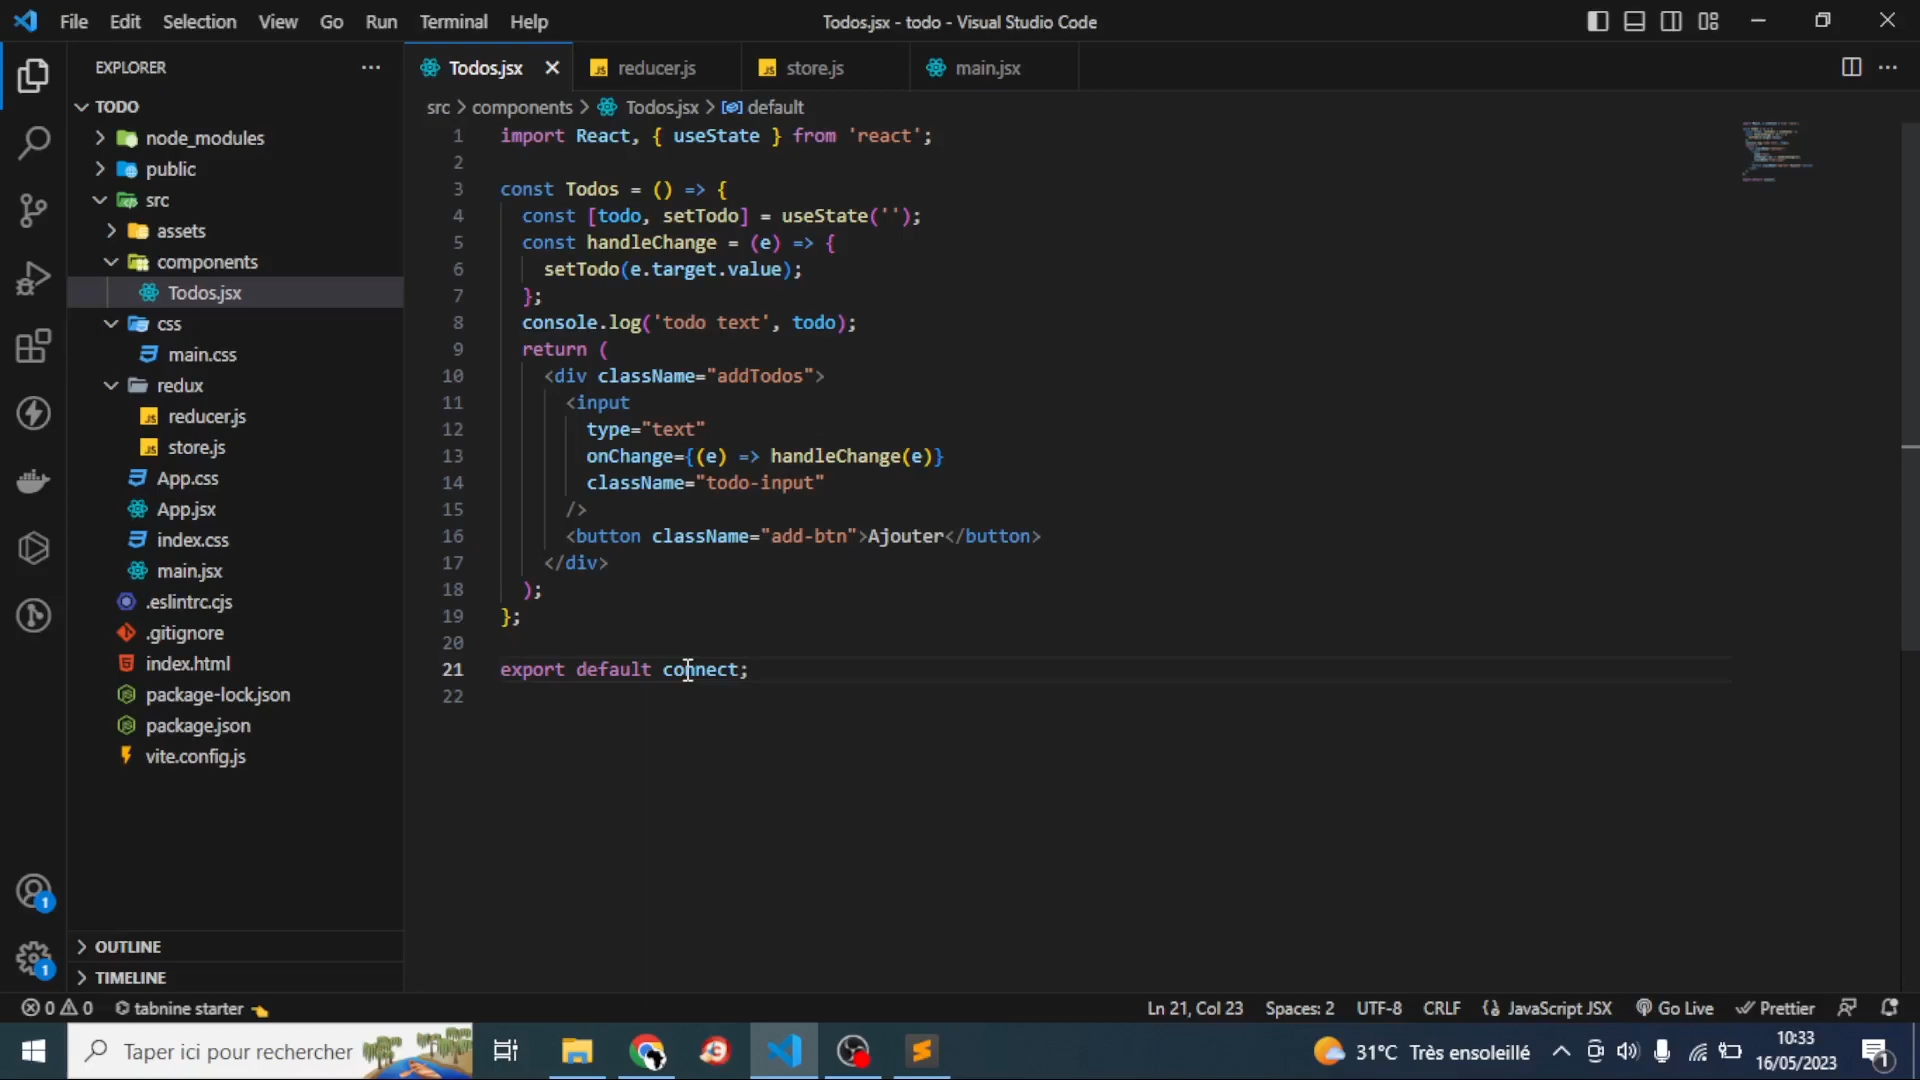 File Edit Selection View Go Run Terminal Help
Todos.jsx - todo - Visual Studio Code
EXPLORER
TODO
node_modules
public
src
assets
components
Todos.jsx
css
main.css
redux
reducer.js
store.js
App.css
App.jsx
index.css
main.jsx
.eslintrc.cjs
.gitignore
index.html
package-lock.json
package.json
vite.config.js
OUTLINE
TIMELINE
Todos.jsx
reducer.js
store.js
main.jsx
src > components > Todos.jsx > default
1 import React, { useState } from 'react';
2
3 const Todos = () => {
4 const [todo, setTodo] = useState('');
5 const handleChange = (e) => {
6 setTodo(e.target.value);
7 };
8 console.log('todo text', todo);
9 return (
10 <div className="addTodos">
11 <input
12 type="text"
13 onChange={(e) => handleChange(e)}
14 className="todo-input"
15 />
16 <button className="add-btn">Ajouter</button>
17 </div>
18 );
19 };
20
21 export default connect;
22
1
1
0 0 tabnine starter
Ln 21, Col 23 Spaces: 2 UTF-8 CRLF JavaScript JSX Go Live Prettier
Taper ici pour rechercher
31°C Très ensoleillé
10:33
16/05/2023
1